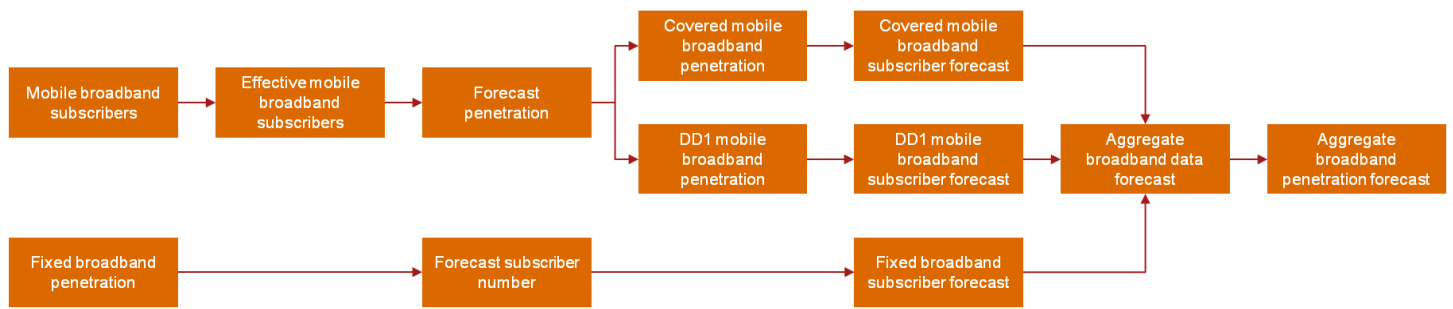 Mobile broadband
subscribers
Effective mobile
broadband
subscribers
Forecast
penetration
Covered mobile
broadband
penetration
Covered mobile
broadband
subscriber forecast
DD1 mobile
broadband
penetration
DD1 mobile
broadband
subscriber forecast
Aggregate
broadband data
forecast
Aggregate
broadband
penetration forecast
Fixed broadband
penetration
Forecast subscriber
number
Fixed broadband
subscriber forecast